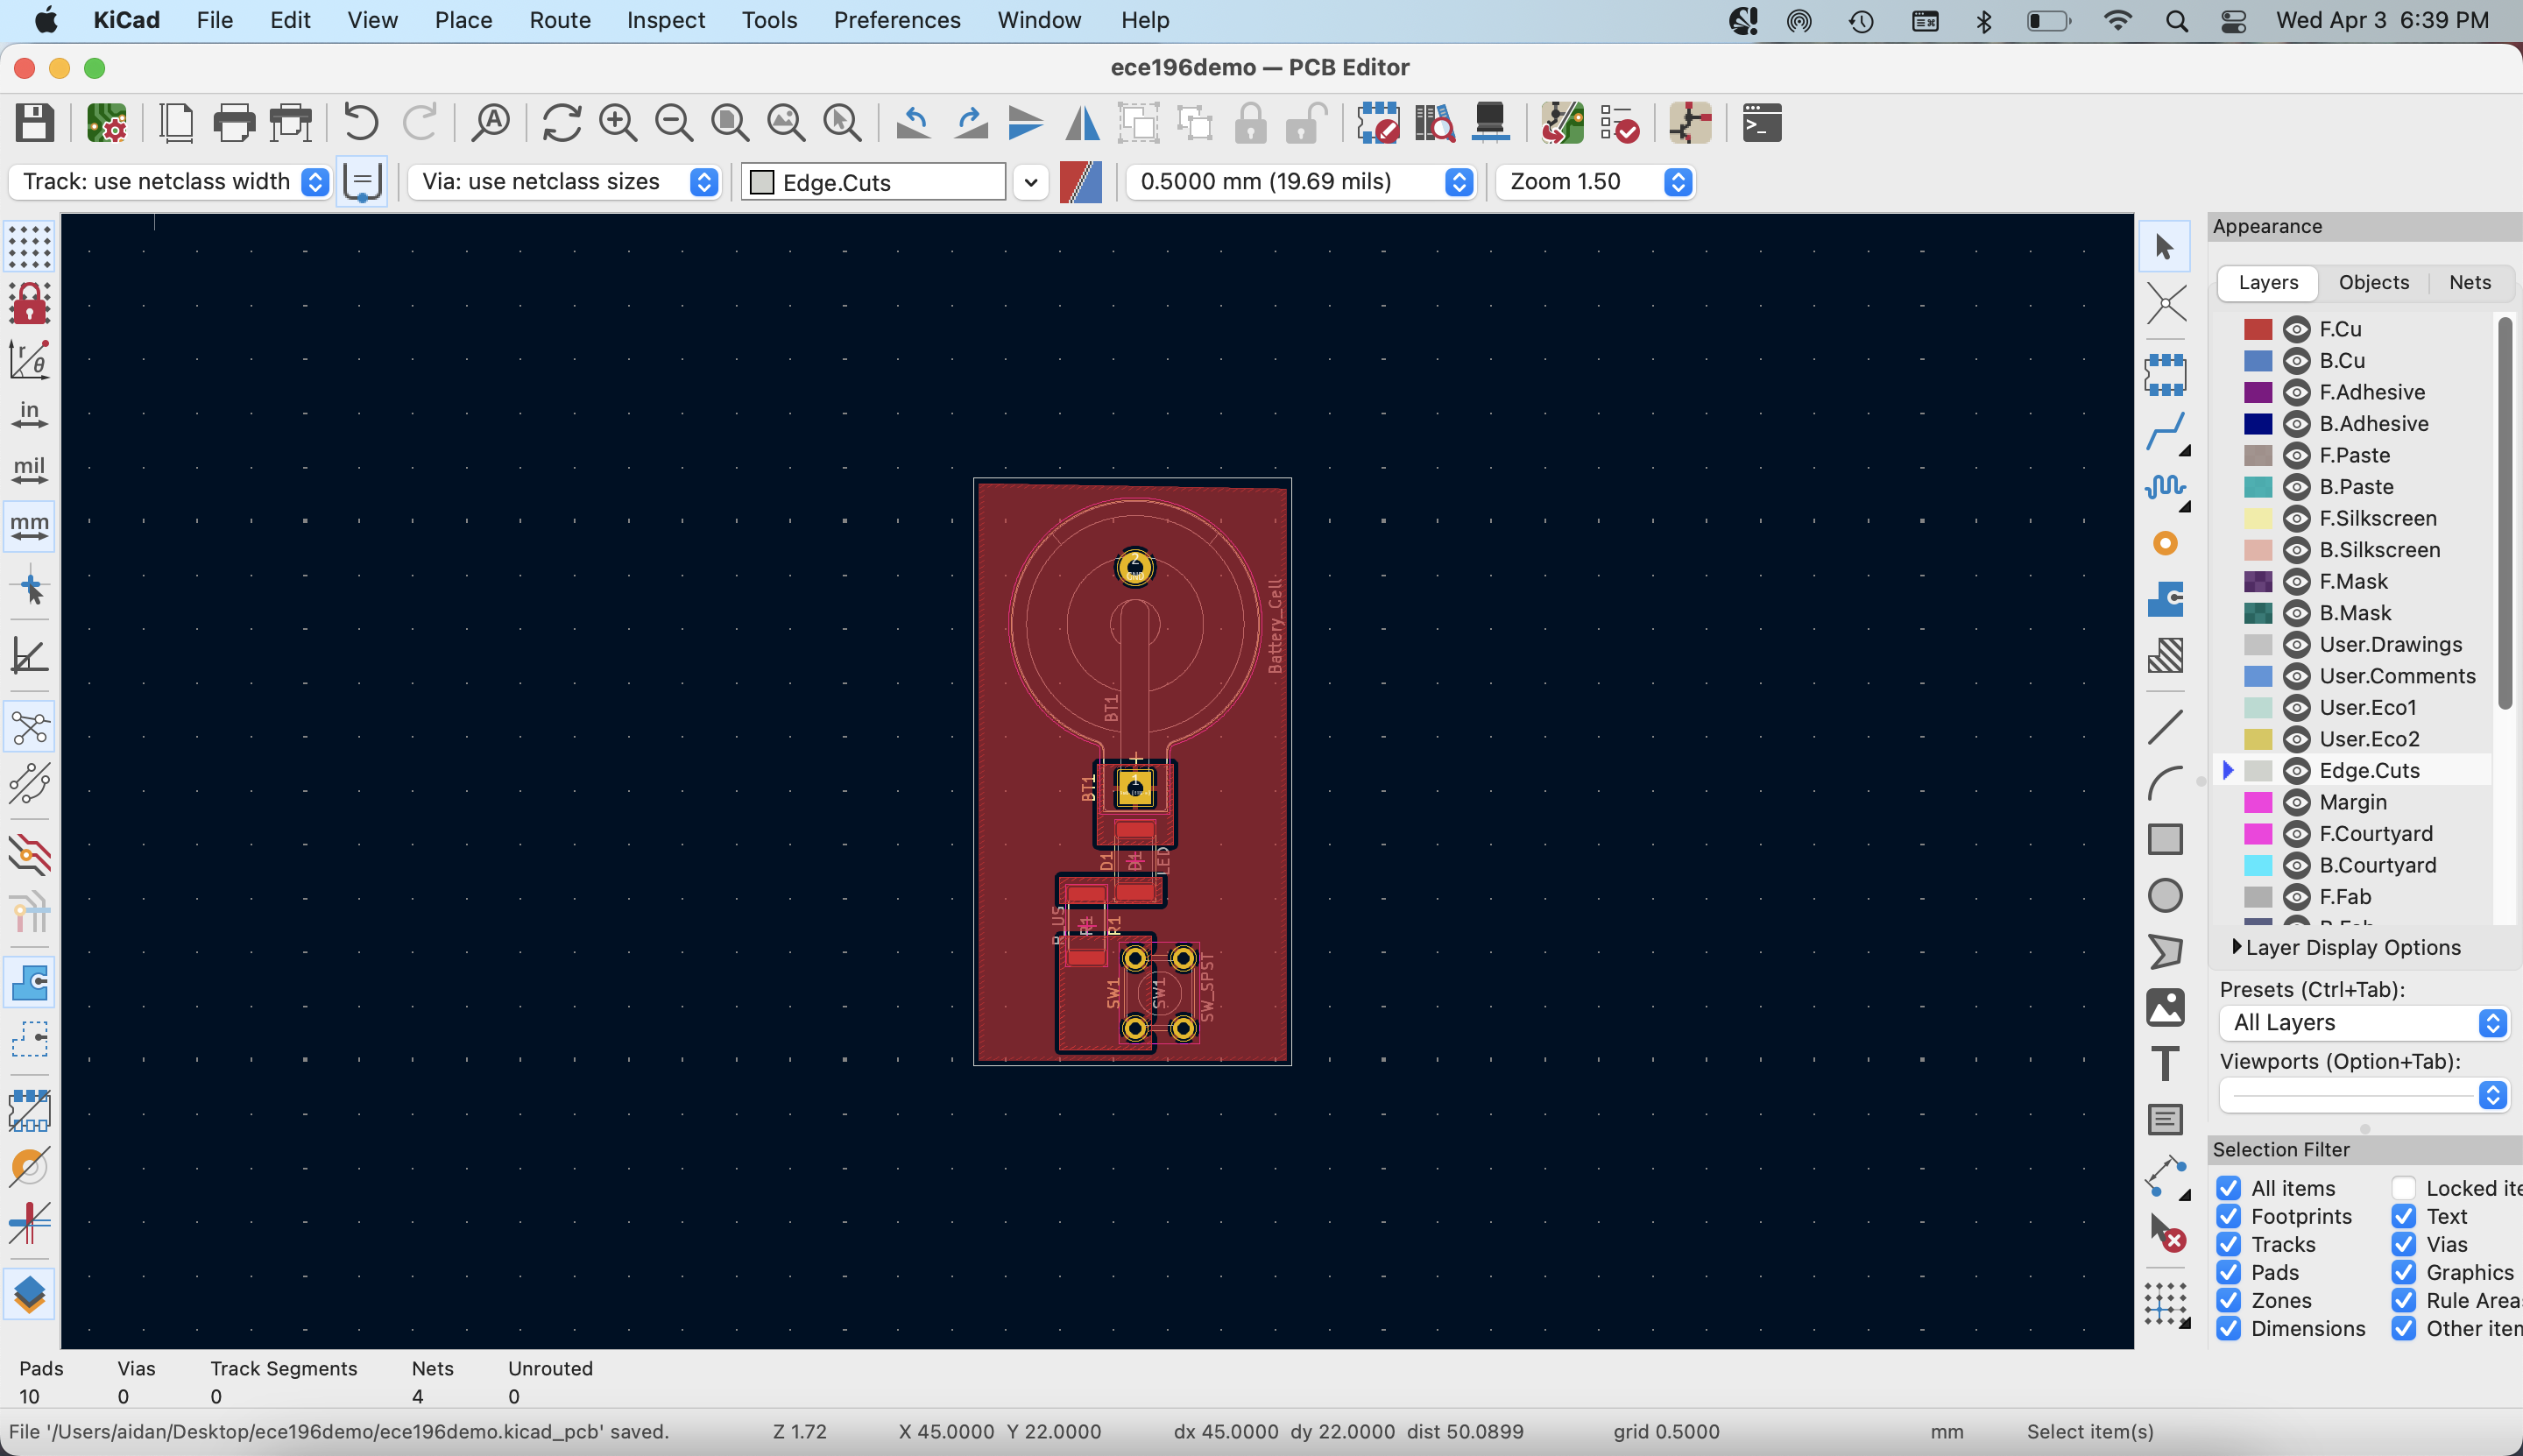 KiCad File Edit View Place Route Inspect Tools Preferences Window Help Wed Apr 3 6:39 PM
ece196demo — PCB Editor
Track: use netclass width Via: use netclass sizes Edge.Cuts 0.5000 mm (19.69 mils) Zoom 1.50
Appearance
Layers Objects Nets
F.Cu
B.Cu
F.Adhesive
B.Adhesive
F.Paste
B.Paste
F.Silkscreen
B.Silkscreen
F.Mask
B.Mask
User.Drawings
User.Comments
User.Eco1
User.Eco2
Edge.Cuts
Margin
F.Courtyard
B.Courtyard
F.Fab
B.Fab
Layer Display Options
Presets (Ctrl+Tab):
All Layers
Viewports (Option+Tab):
Selection Filter
All items Locked ite
Footprints Text
Tracks Vias
Pads Graphics
Zones Rule Area
Dimensions Other item
r θ
in
mil
mm
2
GND
Battery_Cell
BT1
+
BT1
1
D1
D1
LED
R_US
R1
R1
SW1
SW1
SW_SPST
Pads Vias Track Segments Nets Unrouted
10 0 0 4 0
File '/Users/aidan/Desktop/ece196demo/ece196demo.kicad_pcb' saved. Z 1.72 X 45.0000 Y 22.0000 dx 45.0000 dy 22.0000 dist 50.0899 grid 0.5000 mm Select item(s)